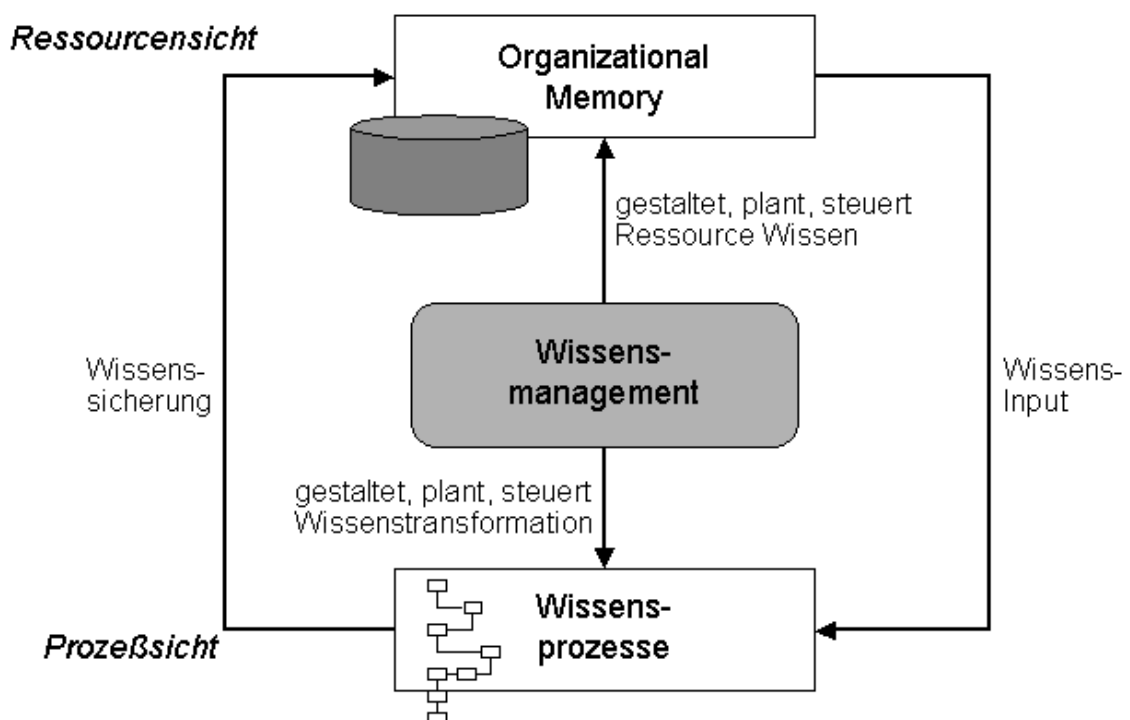 Ressourcensicht
Organizational
Memory
gestaltet, plant, steuert
Ressource Wissen
Wissens-
management
Wissens-
sicherung
Wissens-
Input
gestaltet, plant, steuert
Wissenstransformation
Wissens-
prozesse
Prozeßsicht